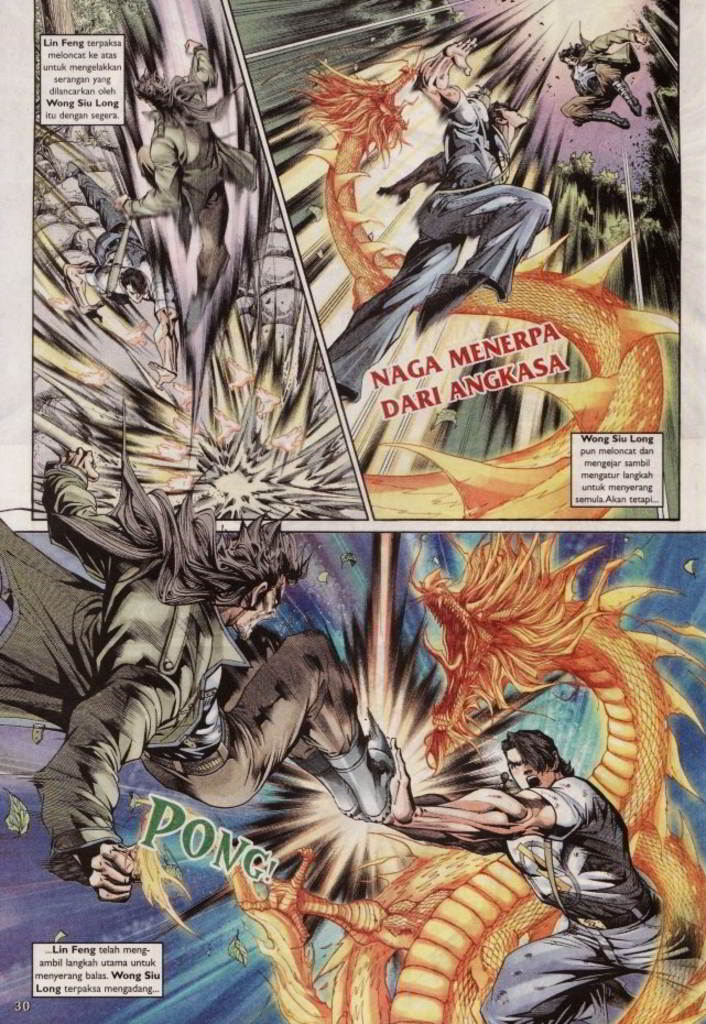 Lin Feng terpaksa
meloncat ke atas
untuk mengelakkan
serangan yang
dilancarkan oleh
Wong Siu Long
itu dengan segera.
NAGA MENERPA
DARI ANGKASA
Wong Siu Long
pun meloncat dan
mengejar sambil
mengatur langkah
untuk menyerang
semula.Akan tetapi...
PONG!
...Lin Feng telah meng-
ambil langkah utama untuk
menyerang balas. Wong Siu
Long terpaksa mengadang...
30